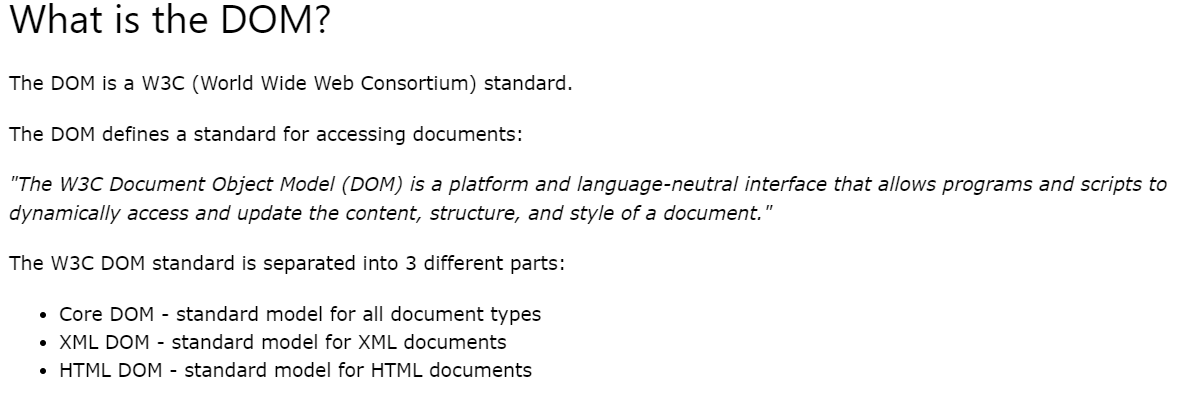 What is the DOM?
The DOM is a W3C (World Wide Web Consortium) standard.
The DOM defines a standard for accessing documents:
"The W3C Document Object Model (DOM) is a platform and language-neutral interface that allows programs and scripts to
dynamically access and update the content, structure, and style of a document."
The W3C DOM standard is separated into 3 different parts:
• Core DOM - standard model for all document types
• XML DOM - standard model for XML documents
• HTML DOM - standard model for HTML documents